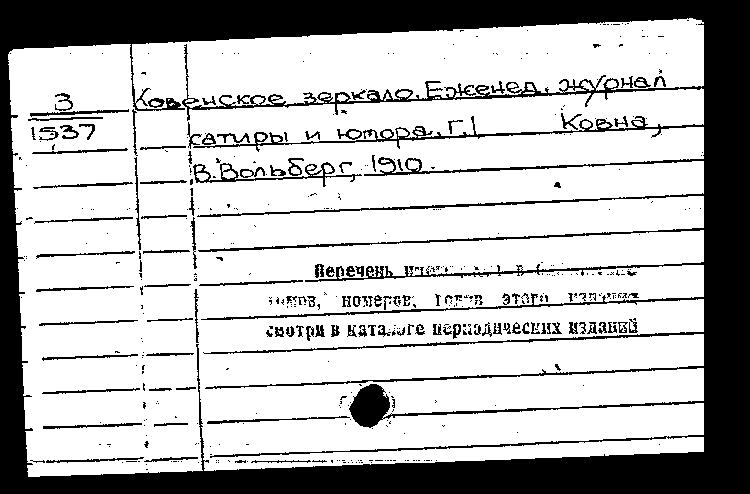 3 Ковенское зеркало. Еженед. журнал
1537 сатиры и юмора. Г.1 Ковна,
В. Вольберг, 1910.
Перечень в
томов, номеров, годов этого издания
смотри в каталоге периодических изданий